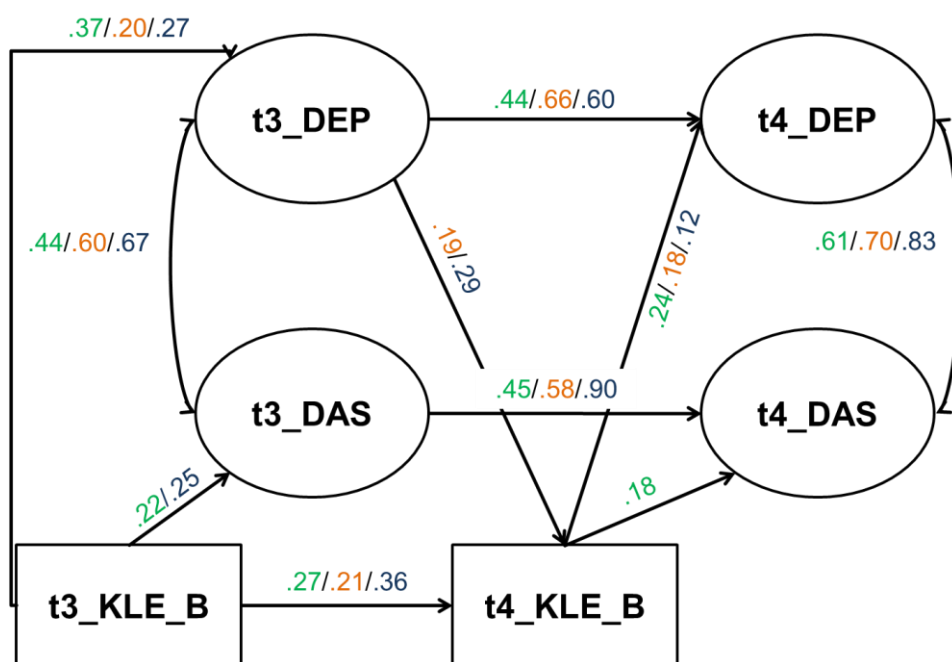 .37/.20/.27
t3_DEP
.44/.66/.60
t4_DEP
.44/.60/.67
.19/.29
.24/.18/.12
.61/.70/.83
t3_DAS
.45/.58/.90
t4_DAS
.22/.25
.18
t3_KLE_B
.27/.21/.36
t4_KLE_B